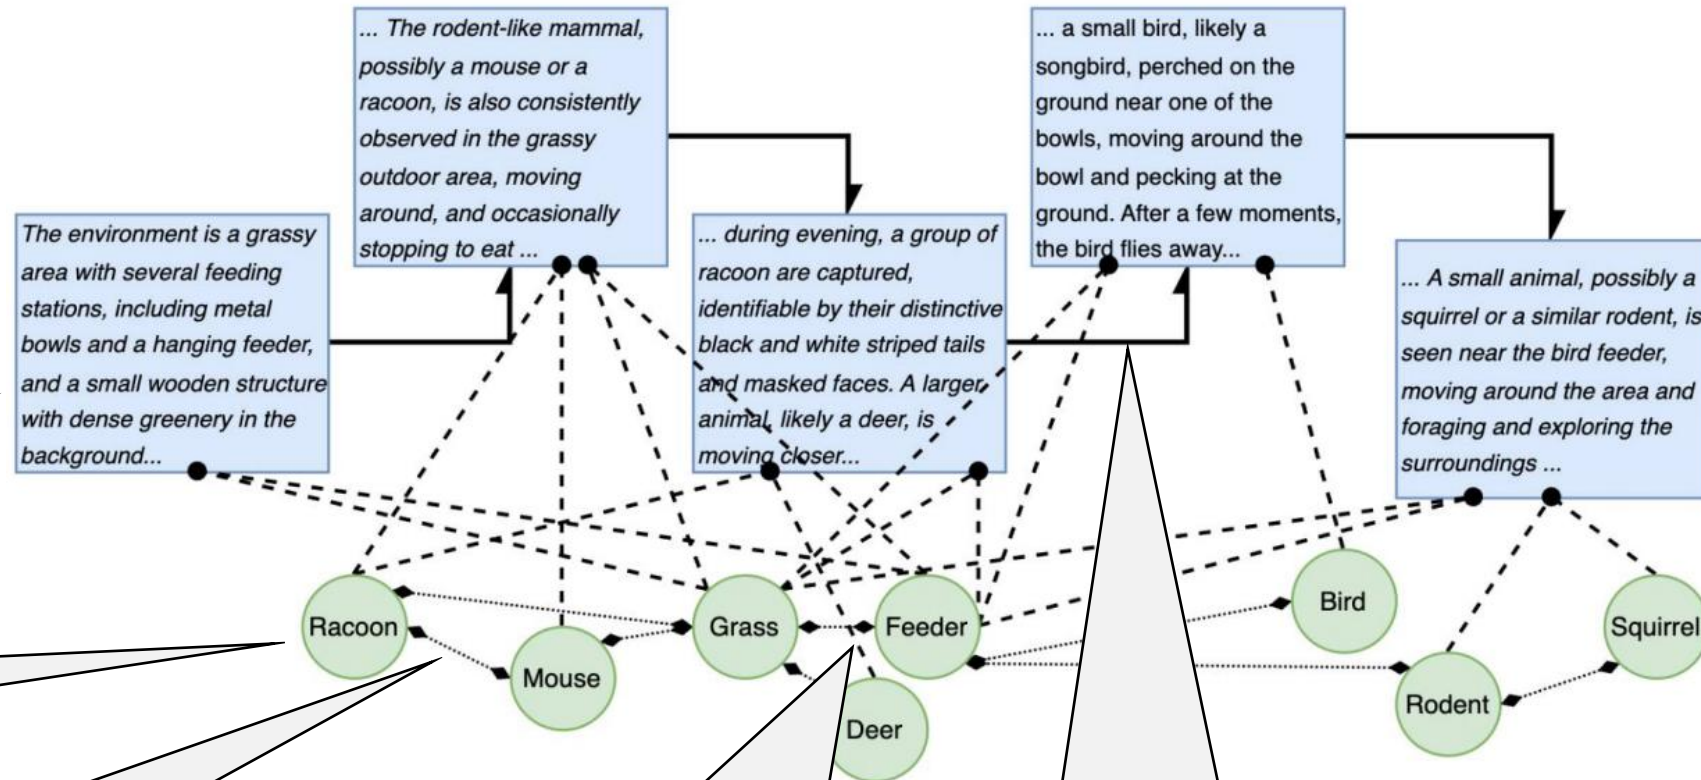 ... The rodent-like mammal,
possibly a mouse or a
racoon, is also consistently
observed in the grassy
outdoor area, moving
around, and occasionally
stopping to eat ...
... a small bird, likely a
songbird, perched on the
ground near one of the
bowls, moving around the
bowl and pecking at the
ground. After a few moments,
the bird flies away...
The environment is a grassy
area with several feeding
stations, including metal
bowls and a hanging feeder,
and a small wooden structure
with dense greenery in the
background...
... during evening, a group of
racoon are captured,
identifiable by their distinctive
black and white striped tails
and masked faces. A larger
animal, likely a deer, is
moving closer...
... A small animal, possibly a
squirrel or a similar rodent, is
seen near the bird feeder,
moving around the area and
foraging and exploring the
surroundings ...
Racoon
Mouse
Grass
Feeder
Deer
Bird
Rodent
Squirrel